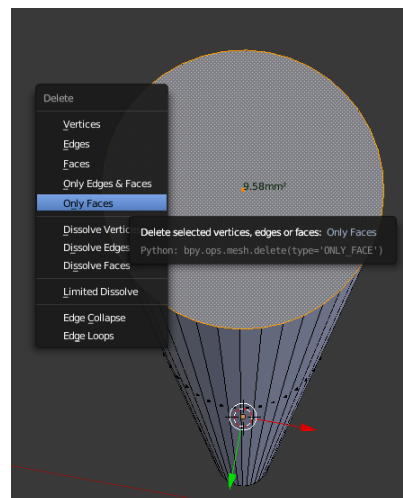 Delete
Vertices
Edges
Faces
Only Edges & Faces
Only Faces
Dissolve
Dissolve Edges
Dissolve Faces
Limited Dissolve
Edge Collapse
Edge Loops
9.58mm²
Delete selected vertices, edges or faces: Only Faces
Python: bpy.ops.mesh.delete(type='ONLY_FACE')